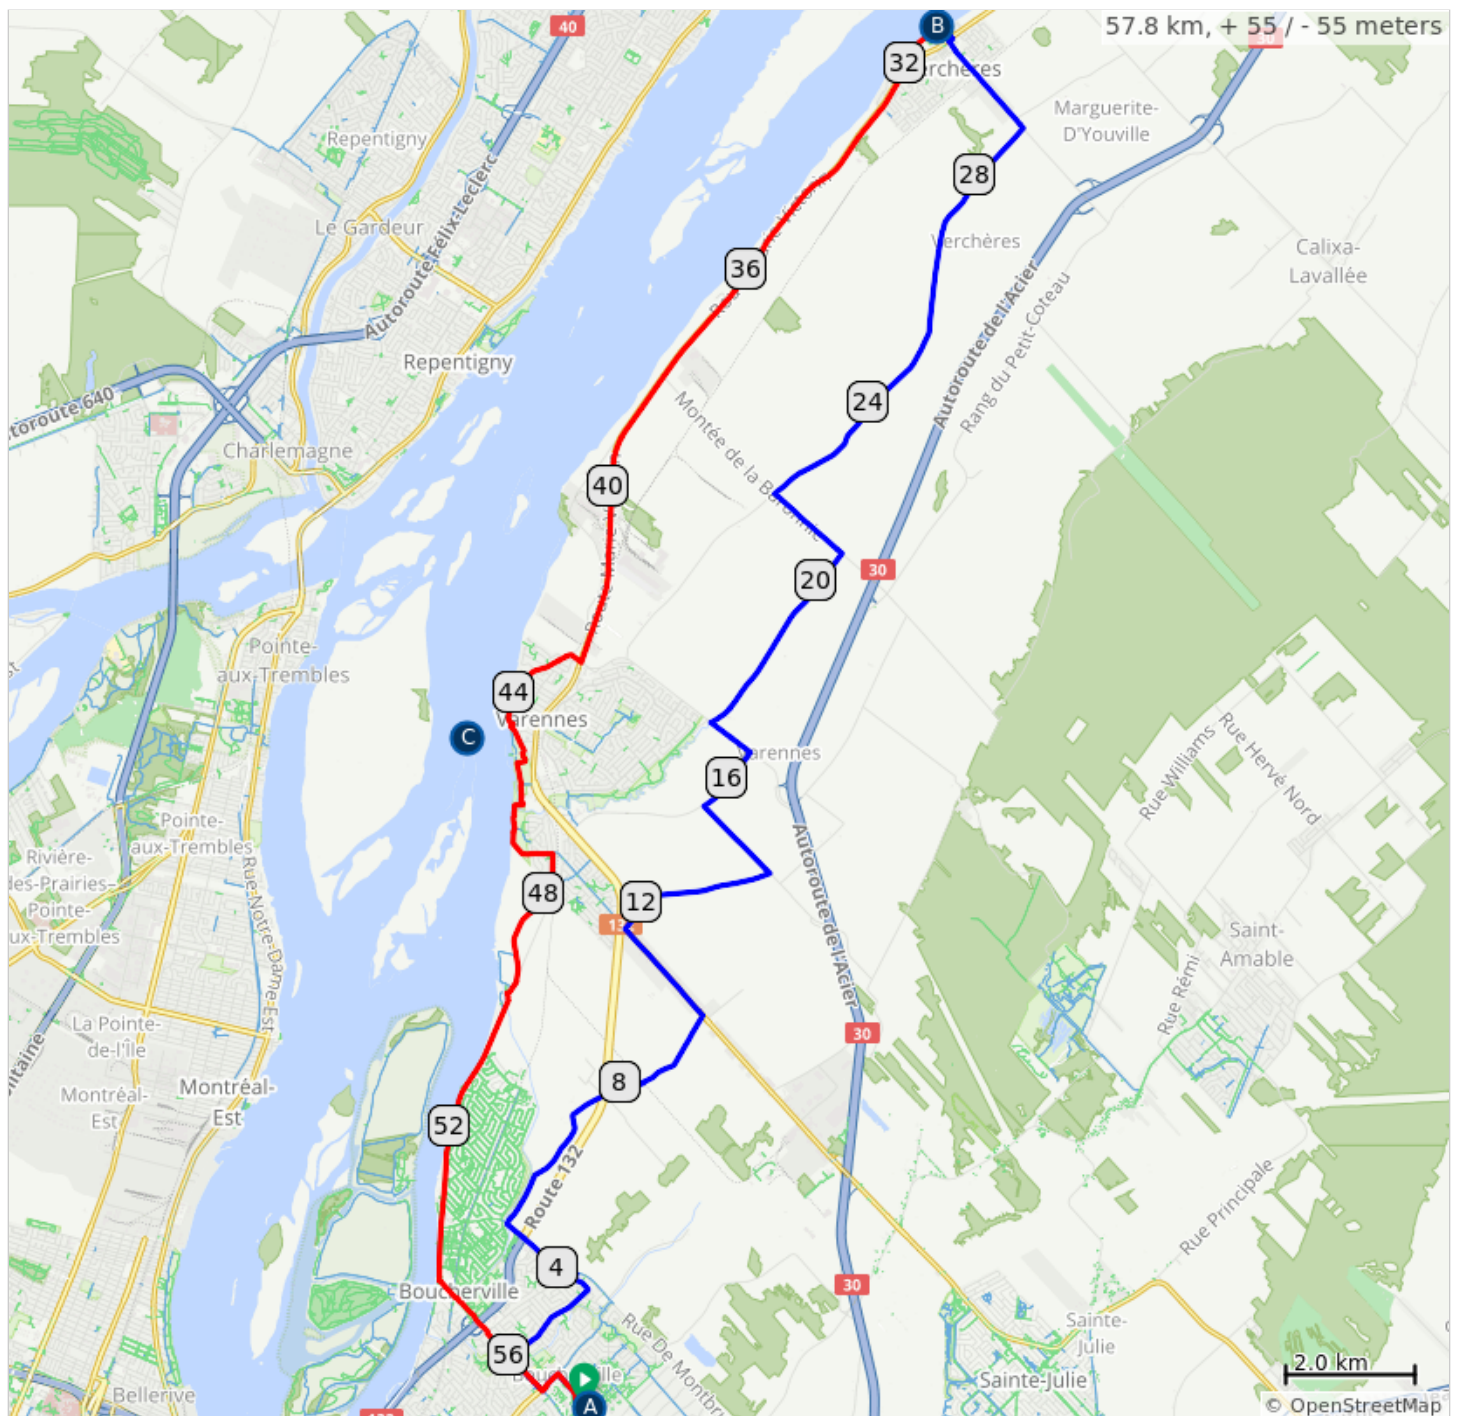 40
B
57.8 km, + 55 / - 55 meters
30
32
Verchères
Marguerite-
D'Youville
Repentigny
28
Le Gardeur
Autoroute Félix-Leclerc
Verchères
Calixa-
Lavallée
36
Autoroute de l'Acier
Rang du Petit-Coteau
Repentigny
24
Autoroute 640
Montée de la Baronnie
Charlemagne
40
20
30
Pointe-
aux-Trembles
44
Varennes
C
Varennes
16
Rue Williams
Rue Hervé Nord
Pointe-
aux-Trembles
Rivière-
des-Prairies–
Pointe-
aux-Trembles
Rue Notre-Dame Est
48
12
Autoroute de l'Acier
Saint-
Amable
Rue Rémi
La Pointe-
de-l'Île
30
Montréal-
Est
Montréal-
Est
8
52
Route 132
Rue Principale
4
Boucherville
30
Sainte-
Julie
56
Boucherville
A
Sainte-Julie
2.0 km
Bellerive
© OpenStreetMap